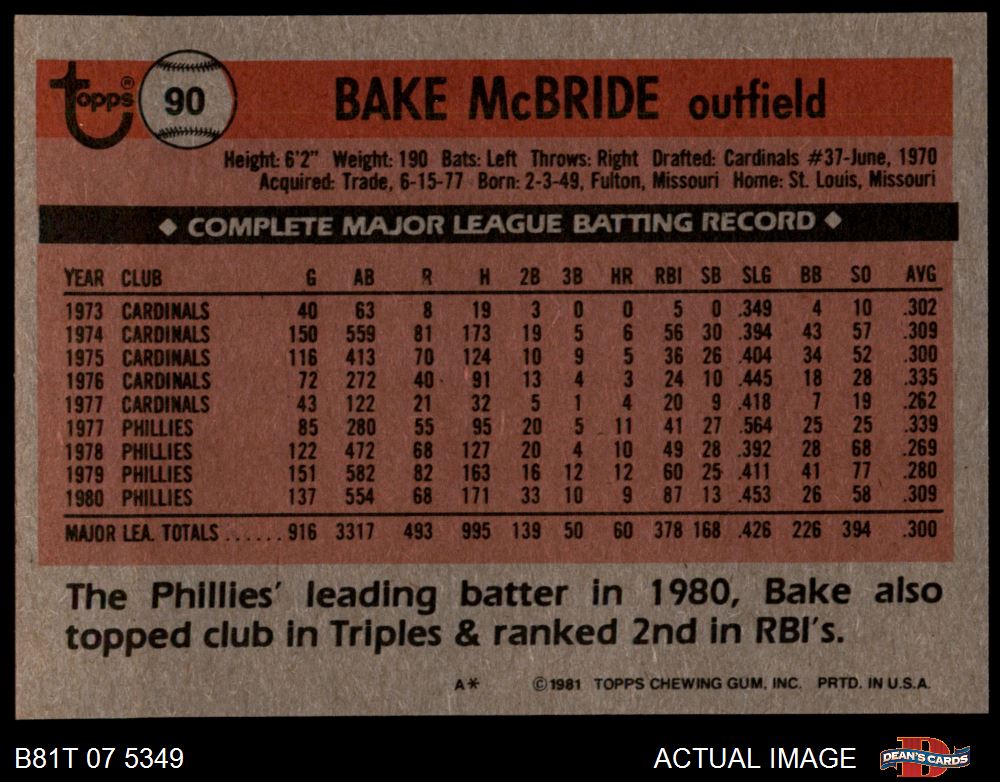 Topps® 90 BAKE McBRIDE outfield
Height: 6'2" Weight: 190 Bats: Left Throws: Right Drafted: Cardinals #37-June, 1970
Acquired: Trade, 6-15-77 Born: 2-3-49, Fulton, Missouri Home: St. Louis, Missouri
◆ COMPLETE MAJOR LEAGUE BATTING RECORD ◆
YEAR CLUB G AB R H 2B 3B HR RBI SB SLG BB SO AVG
1973 CARDINALS 40 63 8 19 3 0 0 5 0 .349 4 10 .302
1974 CARDINALS 150 559 81 173 19 5 6 56 30 .394 43 57 .309
1975 CARDINALS 116 413 70 124 10 9 5 36 26 .404 34 52 .300
1976 CARDINALS 72 272 40 91 13 4 3 24 10 .445 18 28 .335
1977 CARDINALS 43 122 21 32 5 1 4 20 9 .418 7 19 .262
1977 PHILLIES 85 280 55 95 20 5 11 41 27 .564 25 25 .339
1978 PHILLIES 122 472 68 127 20 4 10 49 28 .392 28 68 .269
1979 PHILLIES 151 582 82 163 16 12 12 60 25 .411 41 77 .280
1980 PHILLIES 137 554 68 171 33 10 9 87 13 .453 26 58 .309
MAJOR LEA. TOTALS ...... 916 3317 493 995 139 50 60 378 168 .426 226 394 .300
The Phillies' leading batter in 1980, Bake also
topped club in Triples & ranked 2nd in RBI's.
A* ©1981 TOPPS CHEWING GUM, INC. PRTD. IN U.S.A.
B81T 07 5349 ACTUAL IMAGE DEAN'S CARDS